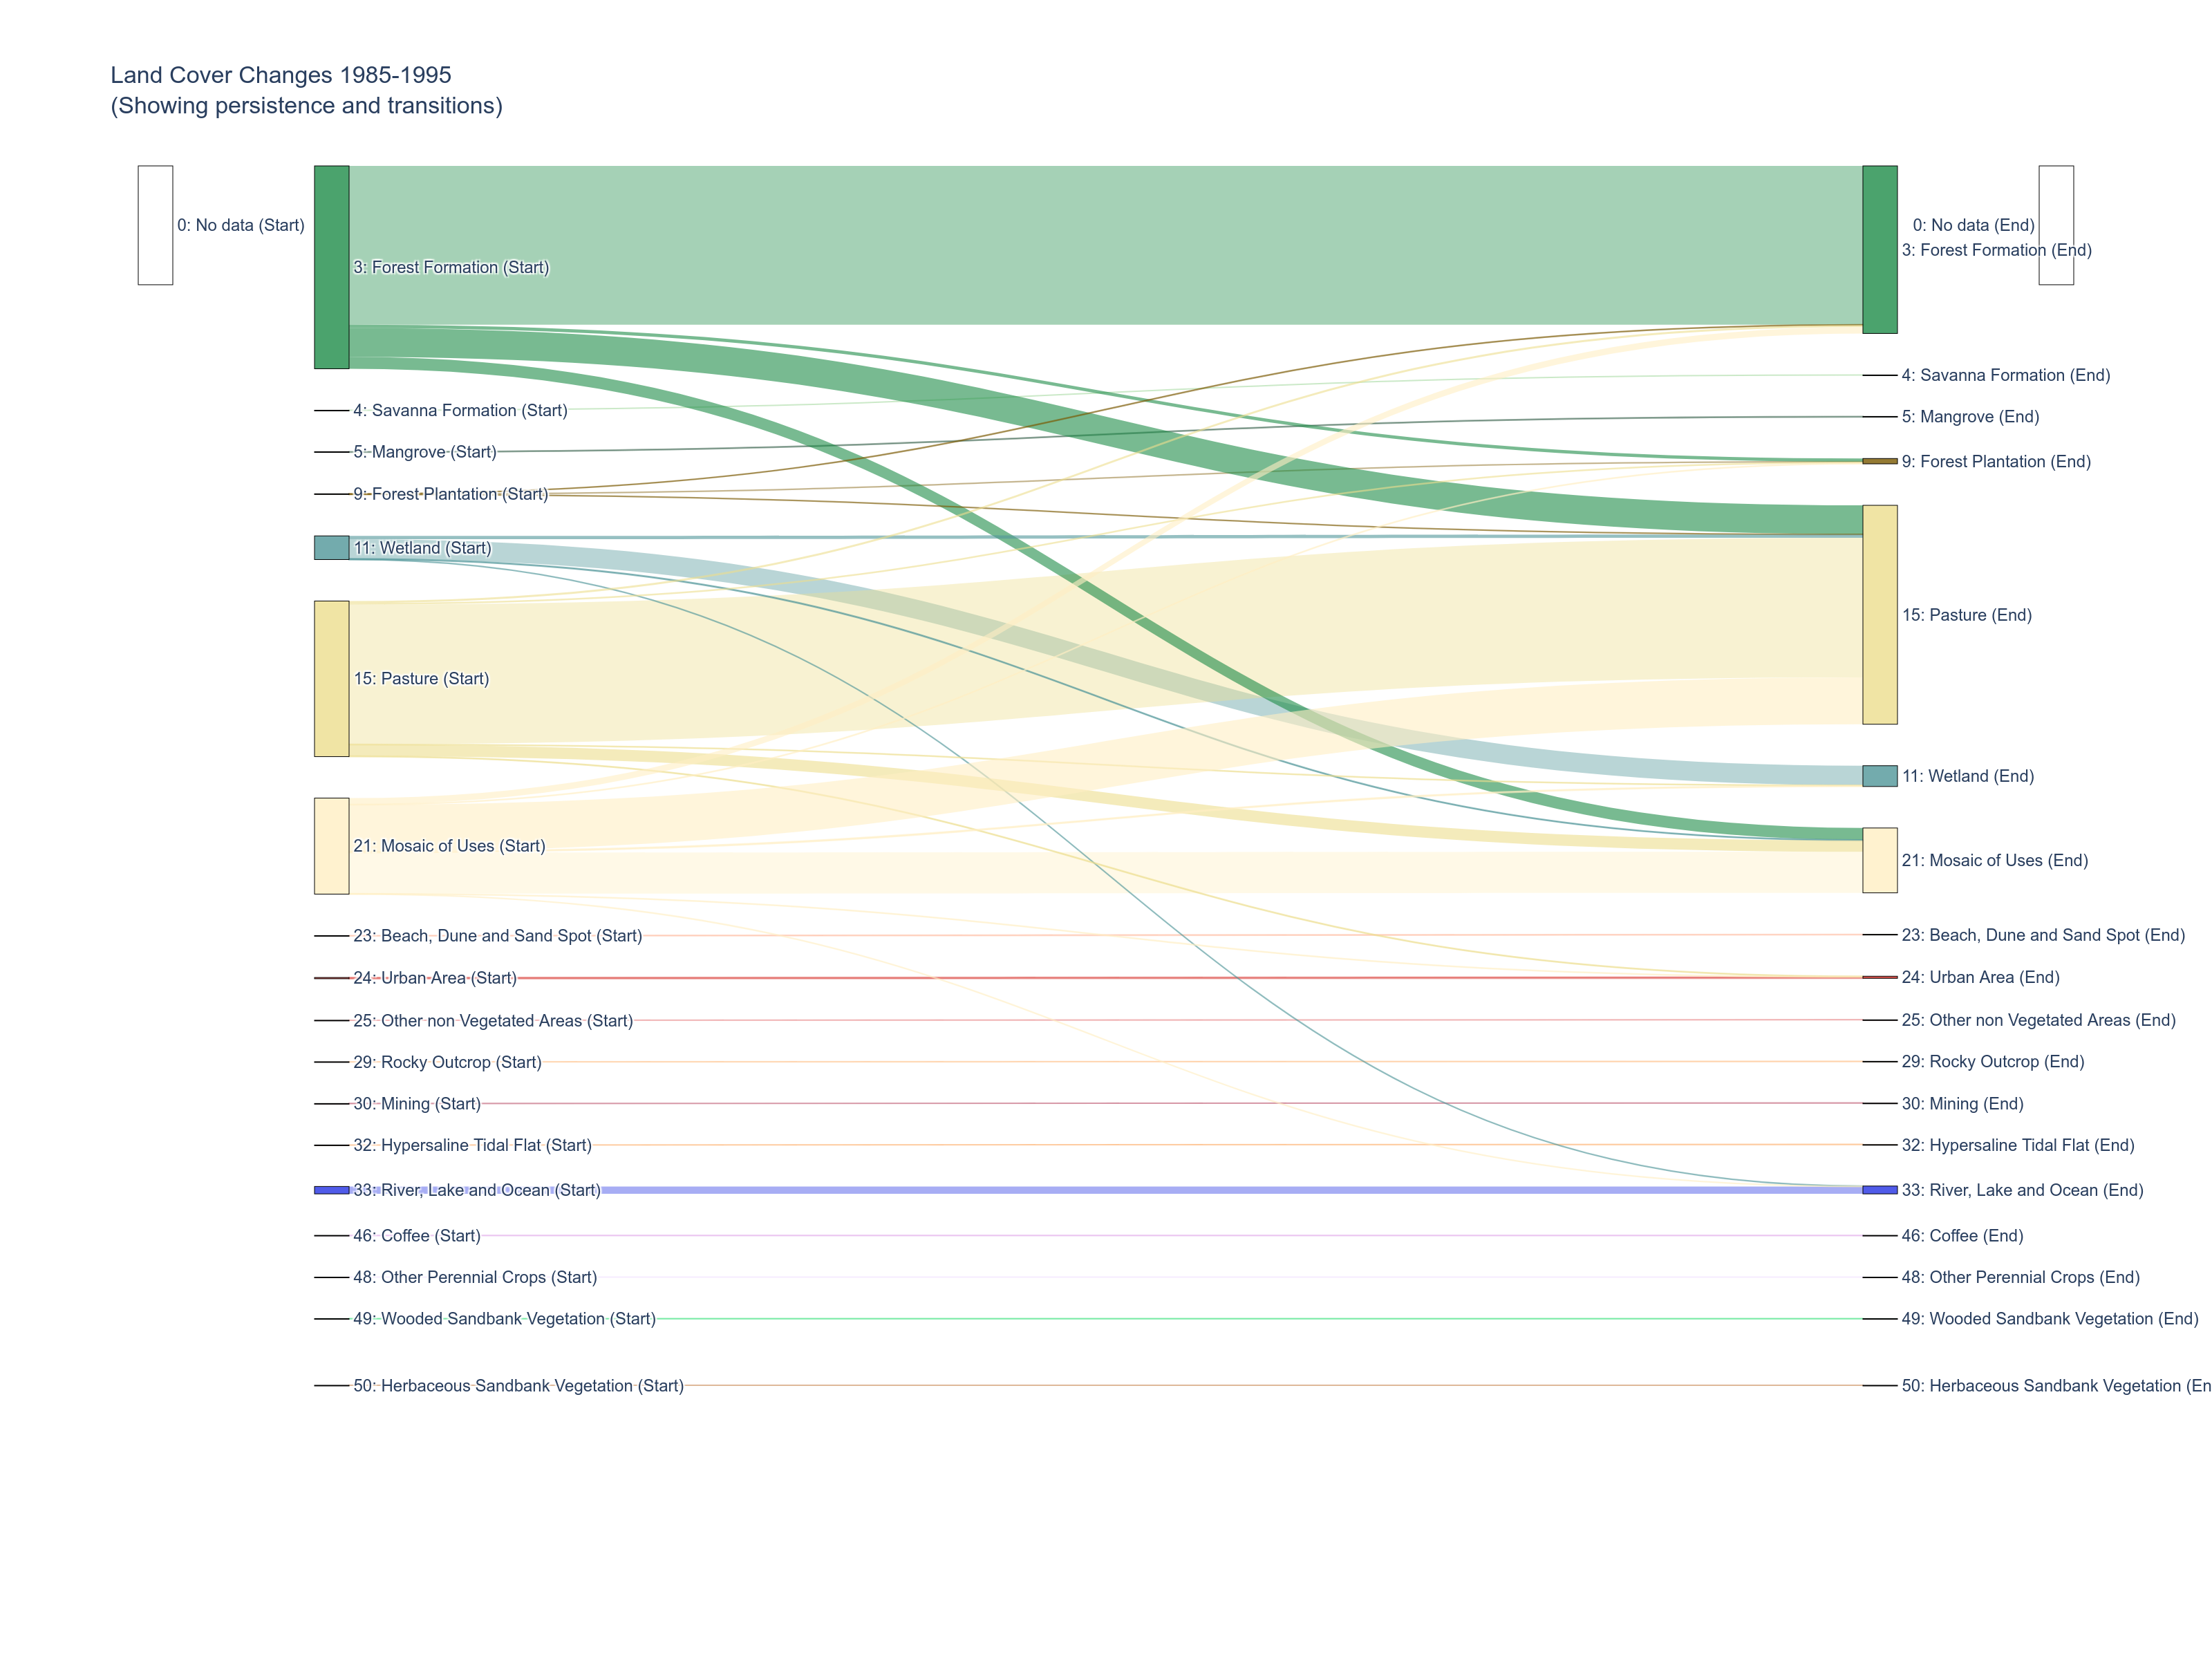 Land Cover Changes 1985-1995
(Showing persistence and transitions)
0: No data (Start)
3: Forest Formation (Start)
4: Savanna Formation (Start)
5: Mangrove (Start)
9: Forest Plantation (Start)
11: Wetland (Start)
15: Pasture (Start)
21: Mosaic of Uses (Start)
23: Beach, Dune and Sand Spot (Start)
24: Urban Area (Start)
25: Other non Vegetated Areas (Start)
29: Rocky Outcrop (Start)
30: Mining (Start)
32: Hypersaline Tidal Flat (Start)
33: River, Lake and Ocean (Start)
46: Coffee (Start)
48: Other Perennial Crops (Start)
49: Wooded Sandbank Vegetation (Start)
50: Herbaceous Sandbank Vegetation (Start)
0: No data (End)
3: Forest Formation (End)
4: Savanna Formation (End)
5: Mangrove (End)
9: Forest Plantation (End)
15: Pasture (End)
11: Wetland (End)
21: Mosaic of Uses (End)
23: Beach, Dune and Sand Spot (End)
24: Urban Area (End)
25: Other non Vegetated Areas (End)
29: Rocky Outcrop (End)
30: Mining (End)
32: Hypersaline Tidal Flat (End)
33: River, Lake and Ocean (End)
46: Coffee (End)
48: Other Perennial Crops (End)
49: Wooded Sandbank Vegetation (End)
50: Herbaceous Sandbank Vegetation (En